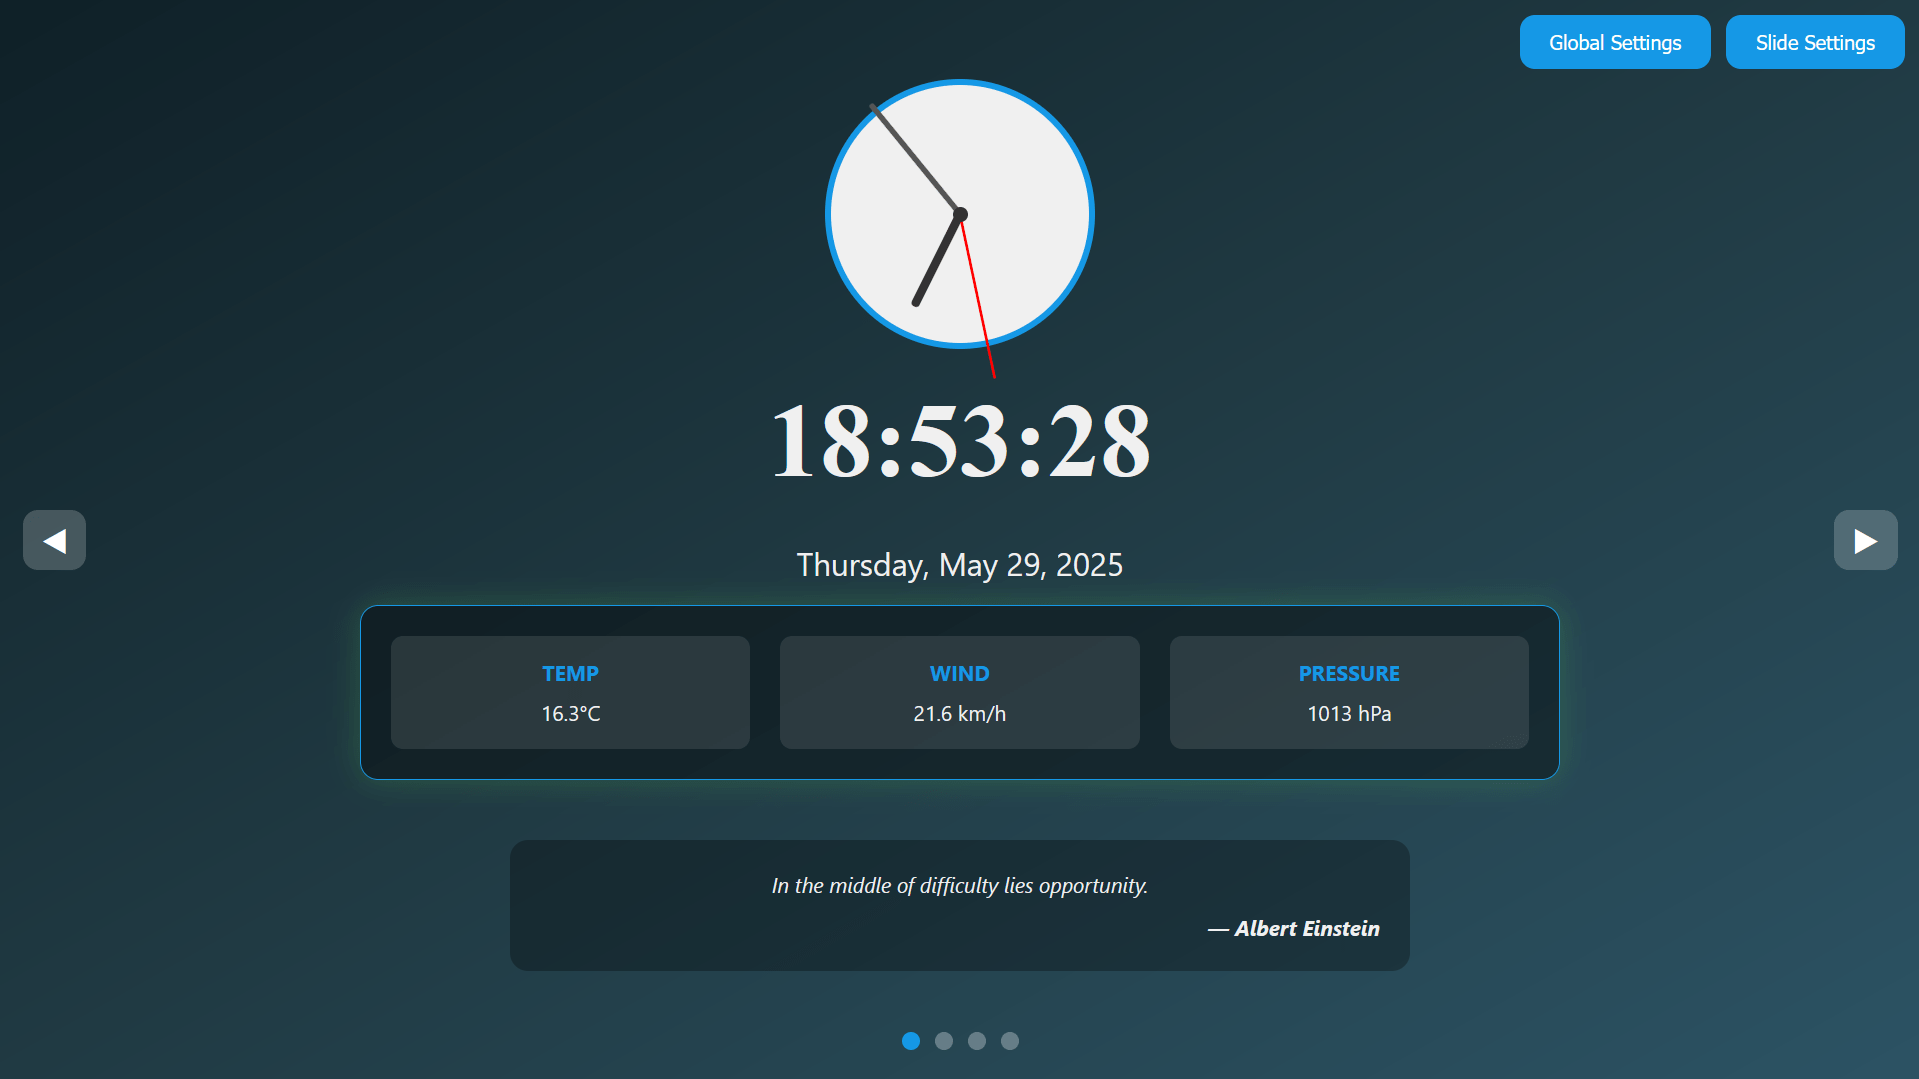 Global Settings
Slide Settings
18:53:28
Thursday, May 29, 2025
TEMP
16.3°C
WIND
21.6 km/h
PRESSURE
1013 hPa
In the middle of difficulty lies opportunity.
— Albert Einstein